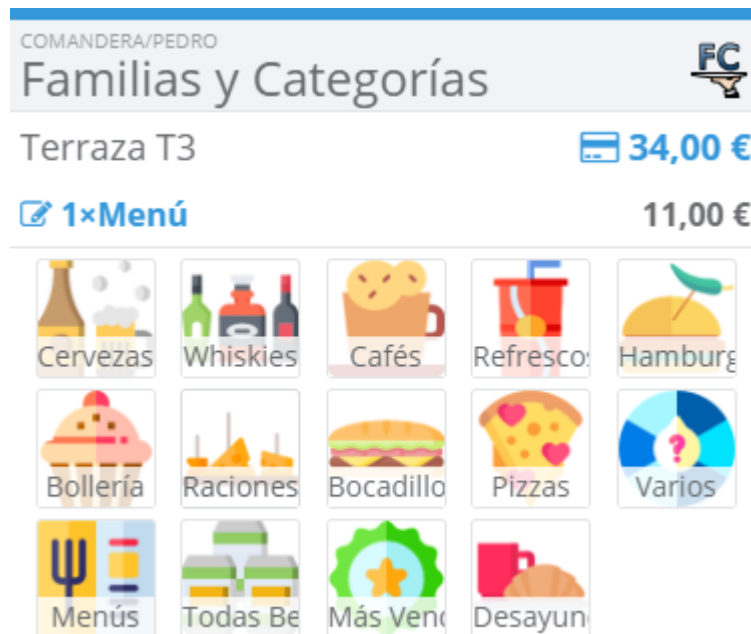 COMANDERA/PEDRO
Familias y Categorías
FC
Terraza T3 34,00 €
1×Menú 11,00 €
Cervezas Whiskies Cafés Refrescos Hamburg
Bollería Raciones Bocadillo Pizzas ? Varios
Menús Todas Be Más Venc Desayun